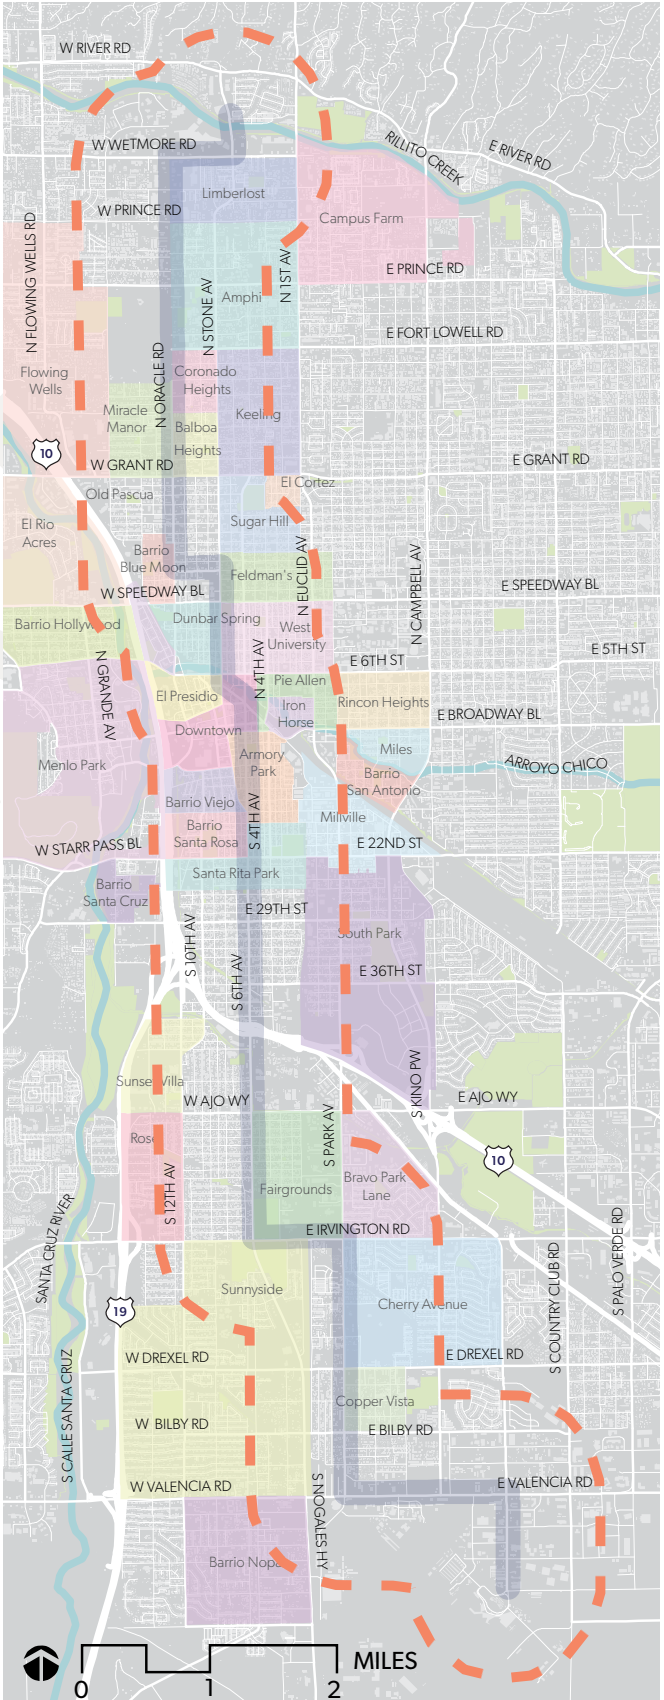 W RIVER RD
W WETMORE RD
RILLITO CREEK
E RIVER RD
Limberlost
W PRINCE RD
Campus Farm
N FLOWING WELLS RD
N STONE AV
N 1ST AV
E PRINCE RD
Amphi
E FORT LOWELL RD
N ORACLE RD
Flowing
Wells
Coronado
Heights
Miracle
Manor
Balboa
Heights
Keeling
10
W GRANT RD
E GRANT RD
Old Pascua
El Cortez
El Rio
Acres
Sugar Hill
Barrio
Blue Moon
N EUCLID AV
N CAMPBELL AV
Feldman's
W SPEEDWAY BL
E SPEEDWAY BL
Barrio Hollywood
Dunbar Spring
West
University
E 5TH ST
E 6TH ST
N GRANDE AV
N 4TH AV
Pie Allen
El Presidio
Iron
Horse
Rincon Heights
E BROADWAY BL
Downtown
Miles
Armory
Park
ARROYO CHICO
Menlo Park
Barrio
San Antonio
Barrio Viejo
S 4TH AV
Millville
Barrio
Santa Rosa
W STARR PASS BL
E 22ND ST
Santa Rita Park
Barrio
Santa Cruz
E 29TH ST
South Park
S 10TH AV
S 6TH AV
E 36TH ST
Sunset Villa
W AJO WY
S KINO PW
E AJO WY
S PARK AV
Rose
10
S 12TH AV
Fairgrounds
Bravo Park
Lane
SANTA CRUZ RIVER
E IRVINGTON RD
S COUNTRY CLUB RD
S PALO VERDE RD
Sunnyside
Cherry Avenue
19
W DREXEL RD
E DREXEL RD
S CALLE SANTA CRUZ
Copper Vista
W BILBY RD
E BILBY RD
W VALENCIA RD
E VALENCIA RD
S NOGALES HY
Barrio Nopal
MILES
0 1 2